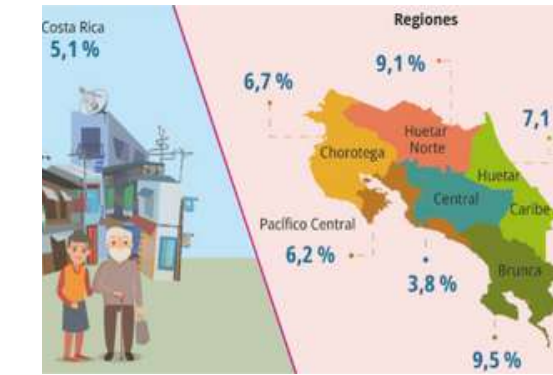 Costa Rica
5,1 %
Regiones
9,1 %
6,7 %
7,1
Huetar
Norte
Chorotega
Huetar
Caribe
Central
Pacífico Central
6,2 %
3,8 %
Brunca
9,5 %